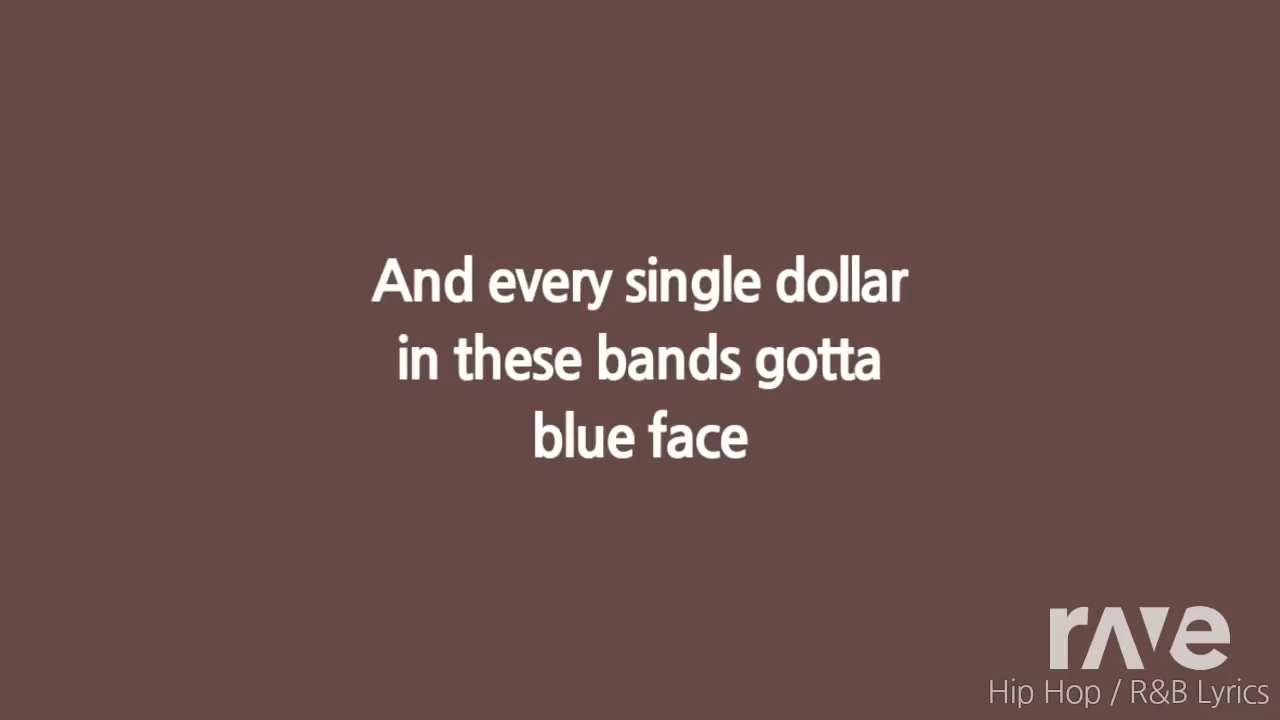 And every single dollar
in these bands gotta
blue face
rave
Hip Hop / R&B Lyrics